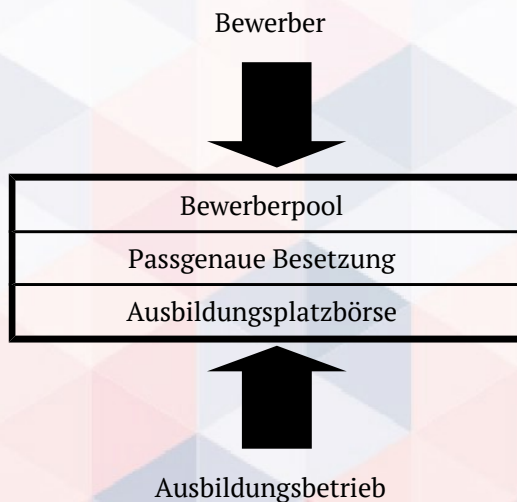 Bewerber
Bewerberpool
Passgenaue Besetzung
Ausbildungsplatzbörse
Ausbildungsbetrieb